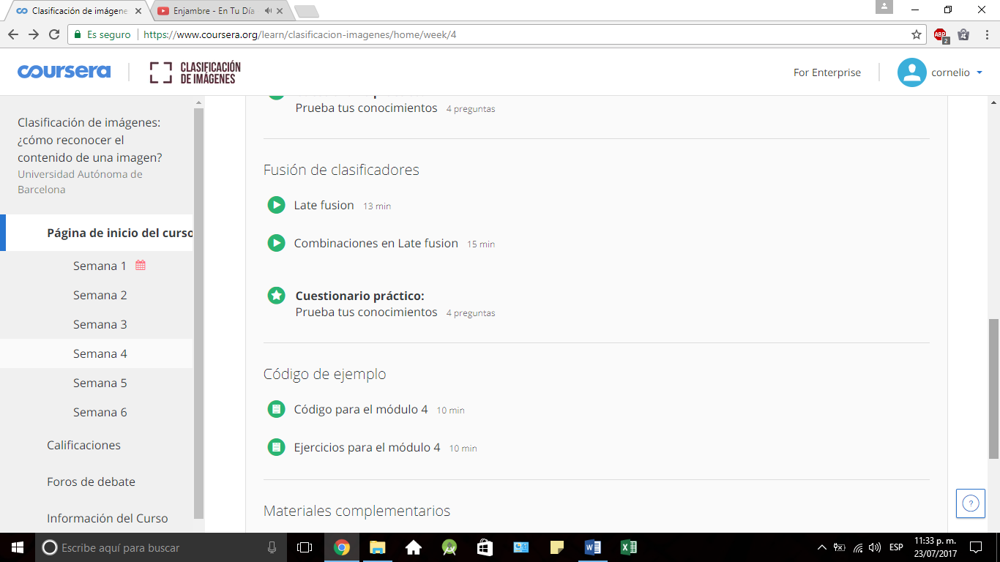 Clasificación de imágene
Enjambre - En Tu Día
Es seguro
https://www.coursera.org/learn/clasificacion-imagenes/home/week/4
ABP
2
coursera
CLASIFICACIÓN
DE IMÁGENES
For Enterprise
cornelio
Clasificación de imágenes:
¿cómo reconocer el
contenido de una imagen?
Universidad Autónoma de
Barcelona
Página de inicio del curso
Semana 1
Semana 2
Semana 3
Semana 4
Semana 5
Semana 6
Calificaciones
Foros de debate
Información del Curso
Prueba tus conocimientos 4 preguntas
Fusión de clasificadores
Late fusion 13 min
Combinaciones en Late fusion 15 min
Cuestionario práctico:
Prueba tus conocimientos 4 preguntas
Código de ejemplo
Código para el módulo 4 10 min
Ejercicios para el módulo 4 10 min
Materiales complementarios
?
Escribe aquí para buscar
ESP
11:33 p. m.
23/07/2017